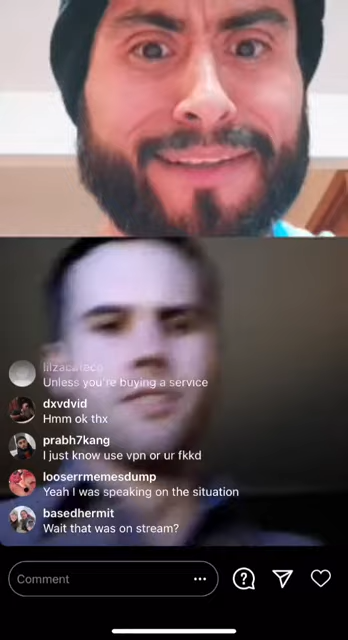 lilzacateco
Unless you're buying a service
dxvdvid
Hmm ok thx
prabh7kang
I just know use vpn or ur fkkd
looserrmemesdump
Yeah I was speaking on the situation
basedhermit
Wait that was on stream?
Comment